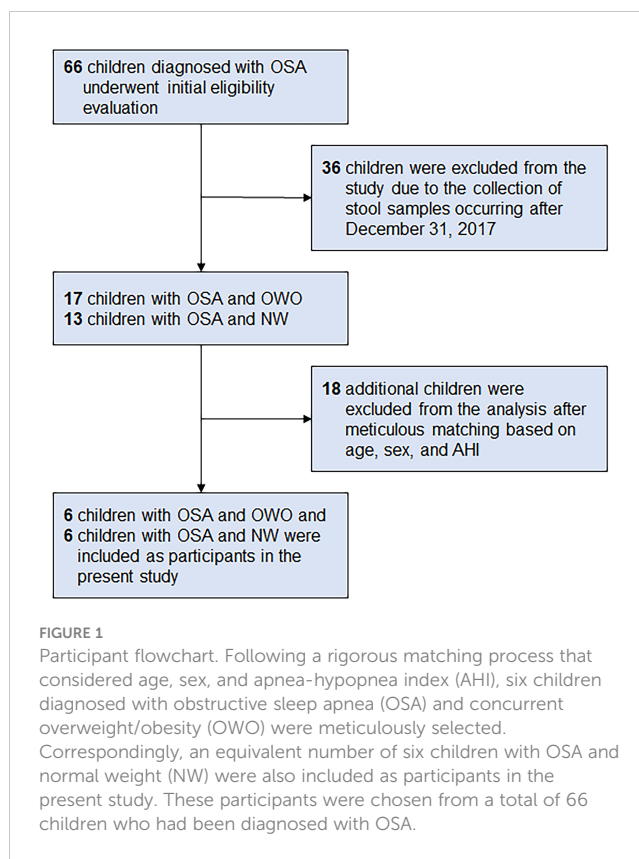 66 children diagnosed with OSA
underwent initial eligibility
evaluation
36 children were excluded from the
study due to the collection of
stool samples occurring after
December 31, 2017
17 children with OSA and OWO
13 children with OSA and NW
18 additional children were
excluded from the analysis after
meticulous matching based on
age, sex, and AHI
6 children with OSA and OWO and
6 children with OSA and NW were
included as participants in the
present study
FIGURE 1
Participant flowchart. Following a rigorous matching process that
considered age, sex, and apnea-hypopnea index (AHI), six children
diagnosed with obstructive sleep apnea (OSA) and concurrent
overweight/obesity (OWO) were meticulously selected.
Correspondingly, an equivalent number of six children with OSA and
normal weight (NW) were also included as participants in the
present study. These participants were chosen from a total of 66
children who had been diagnosed with OSA.